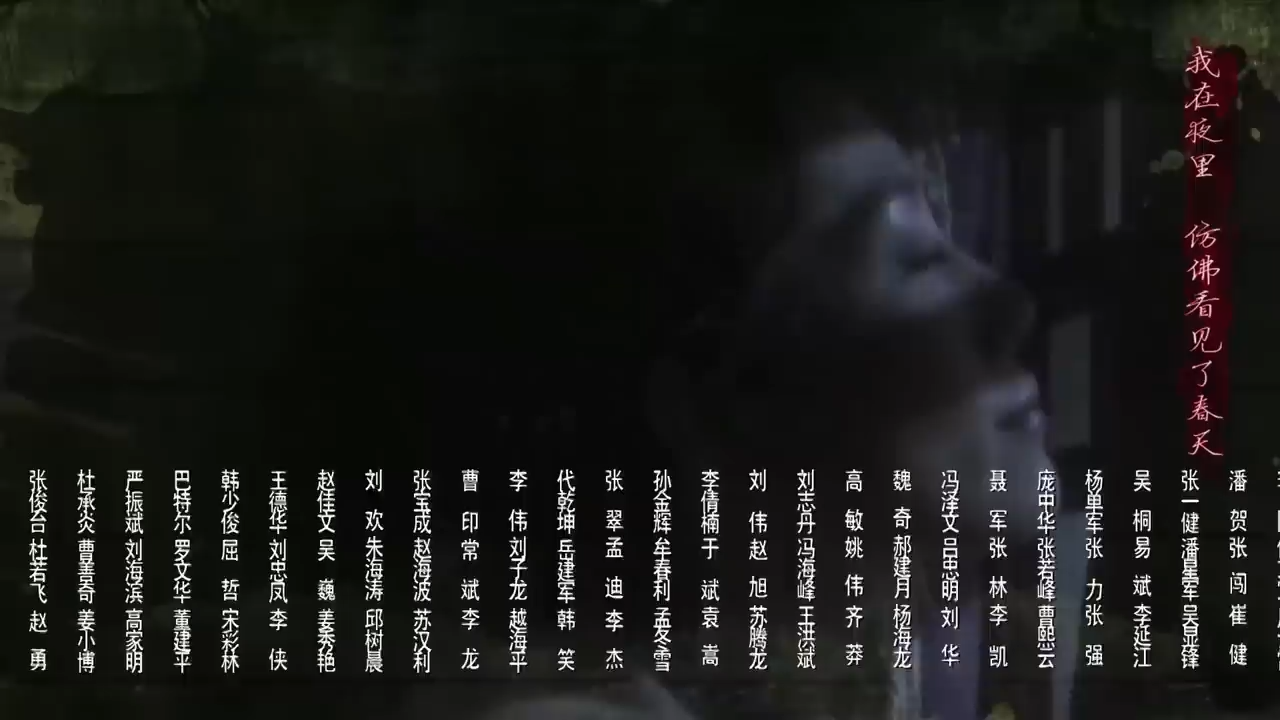 我在夜里 仿佛看见了春天
潘贺 张闯 崔健
张一健 潘星军 吴显锋
吴桐 易斌 李延江
杨里军 张力 张强
庞中华 张若峰 曹熙云
聂军 张林 李凯
冯泽文 吕忠明 刘华
魏奇 郝建月 杨海龙
高敏 姚伟 齐莽
刘志丹 冯海峰 王洪斌
刘伟 赵旭 苏腾龙
李倩楠 于斌 袁嵩
孙金辉 牟春利 孟冬雪
张翠 孟迪 李杰
代乾坤 岳建军 韩笑
李伟 刘子龙 越海平
曹印 常斌 李龙
张宝成 赵海波 苏汉利
刘欢 朱海涛 邱树晨
赵佳文 吴巍 姜秀艳
王德华 刘忠凤 李侠
韩少俊 屈哲 宋彩林
巴特尔 罗文华 董建平
严振斌 刘海滨 高家明
杜承炎 曹善奇 姜小博
张俊台 杜若飞 赵勇